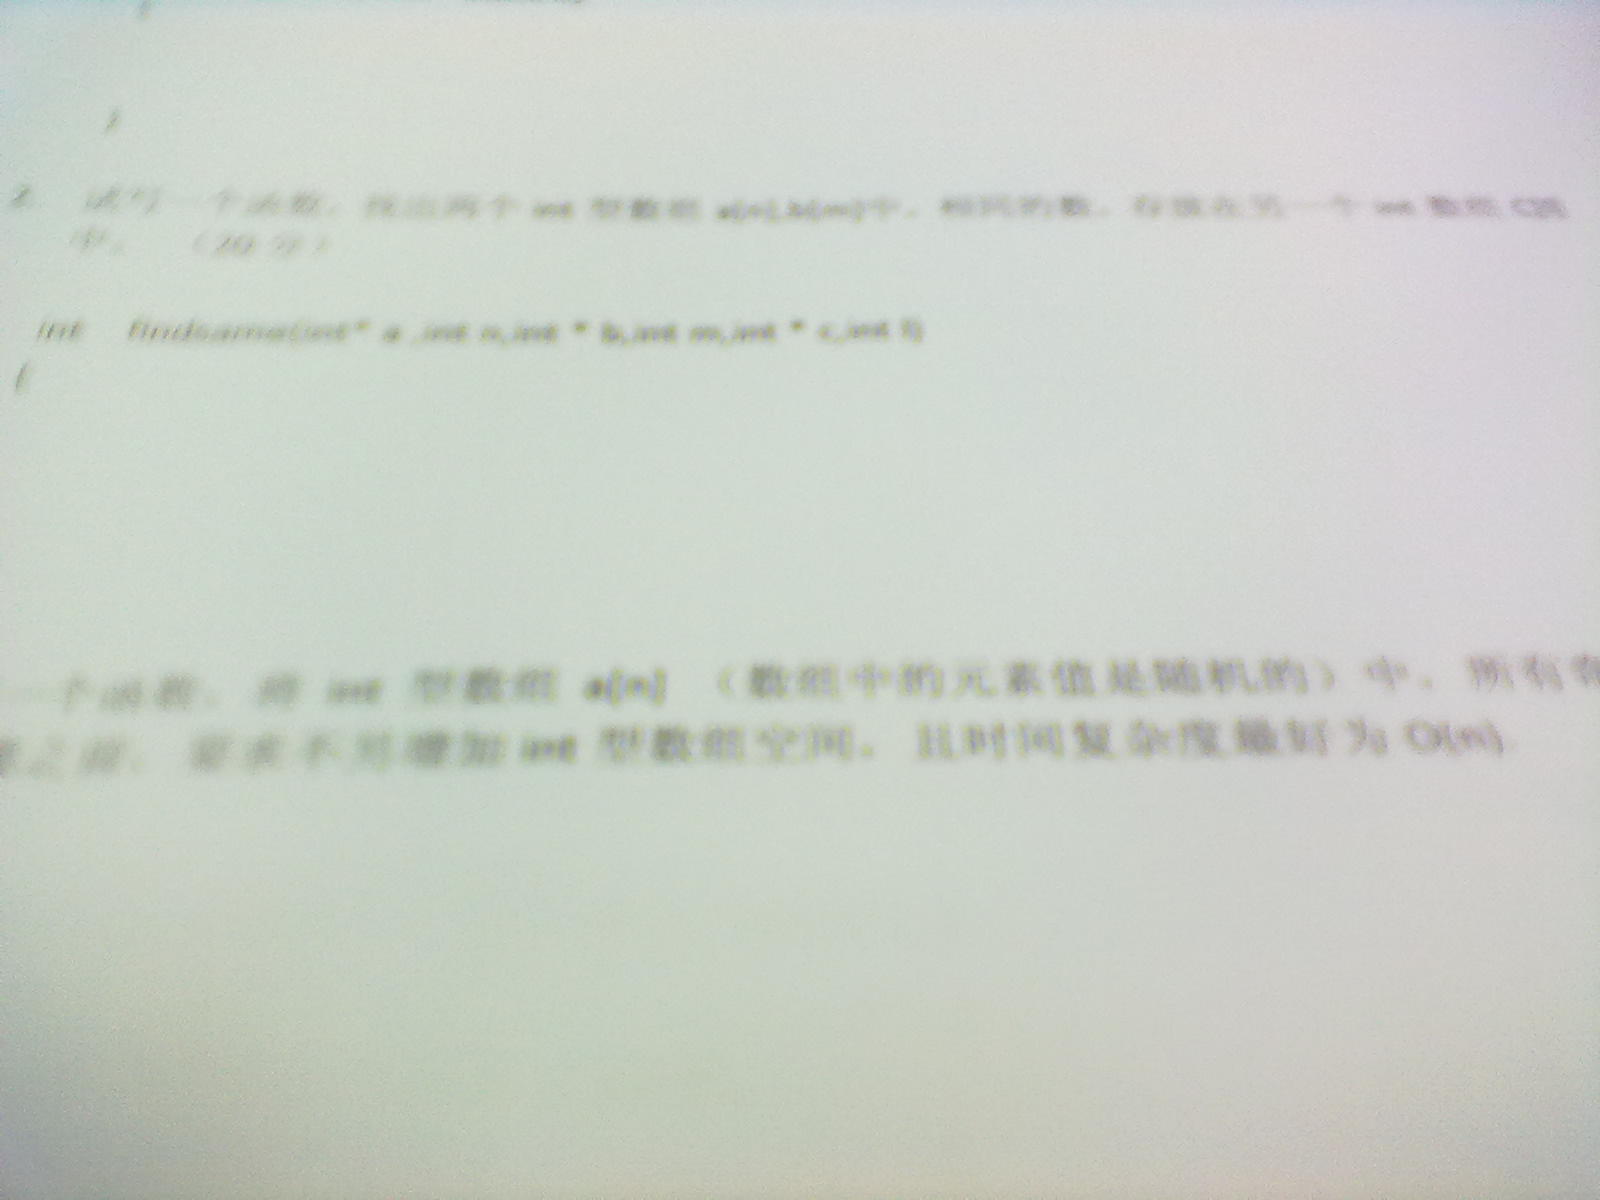 2. 试写一个函数，找出两个 int 型数组 a[n],b[m]中，相同的数，存放在另一个 int 数组 C
中。 （20 分）
int findsame(int* a ,int n,int * b,int m,int * c,int l)
{
一个函数，将 int 型数组 a[n] （数组中的元素值是随机的）中，所有
之前，要求不另增加 int 型数组空间，且时间复杂度最好为 O(n)